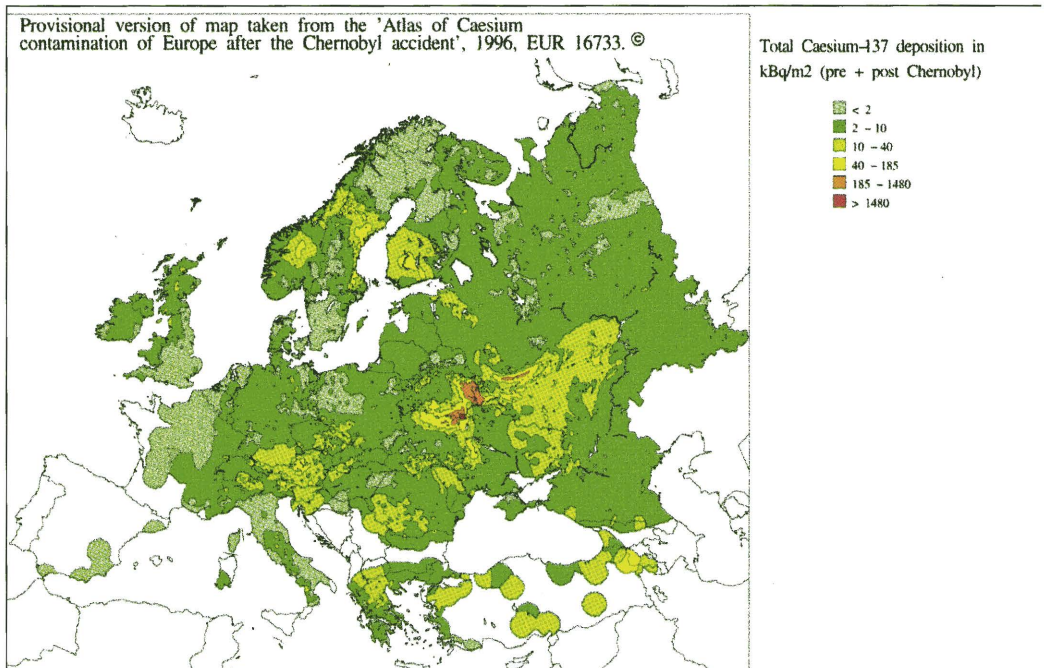 Provisional version of map taken from the 'Atlas of Caesium
contamination of Europe after the Chernobyl accident', 1996, EUR 16733. ©
Total Caesium-137 deposition in
kBq/m2 (pre + post Chernobyl)
< 2
2 - 10
10 - 40
40 - 185
185 - 1480
> 1480